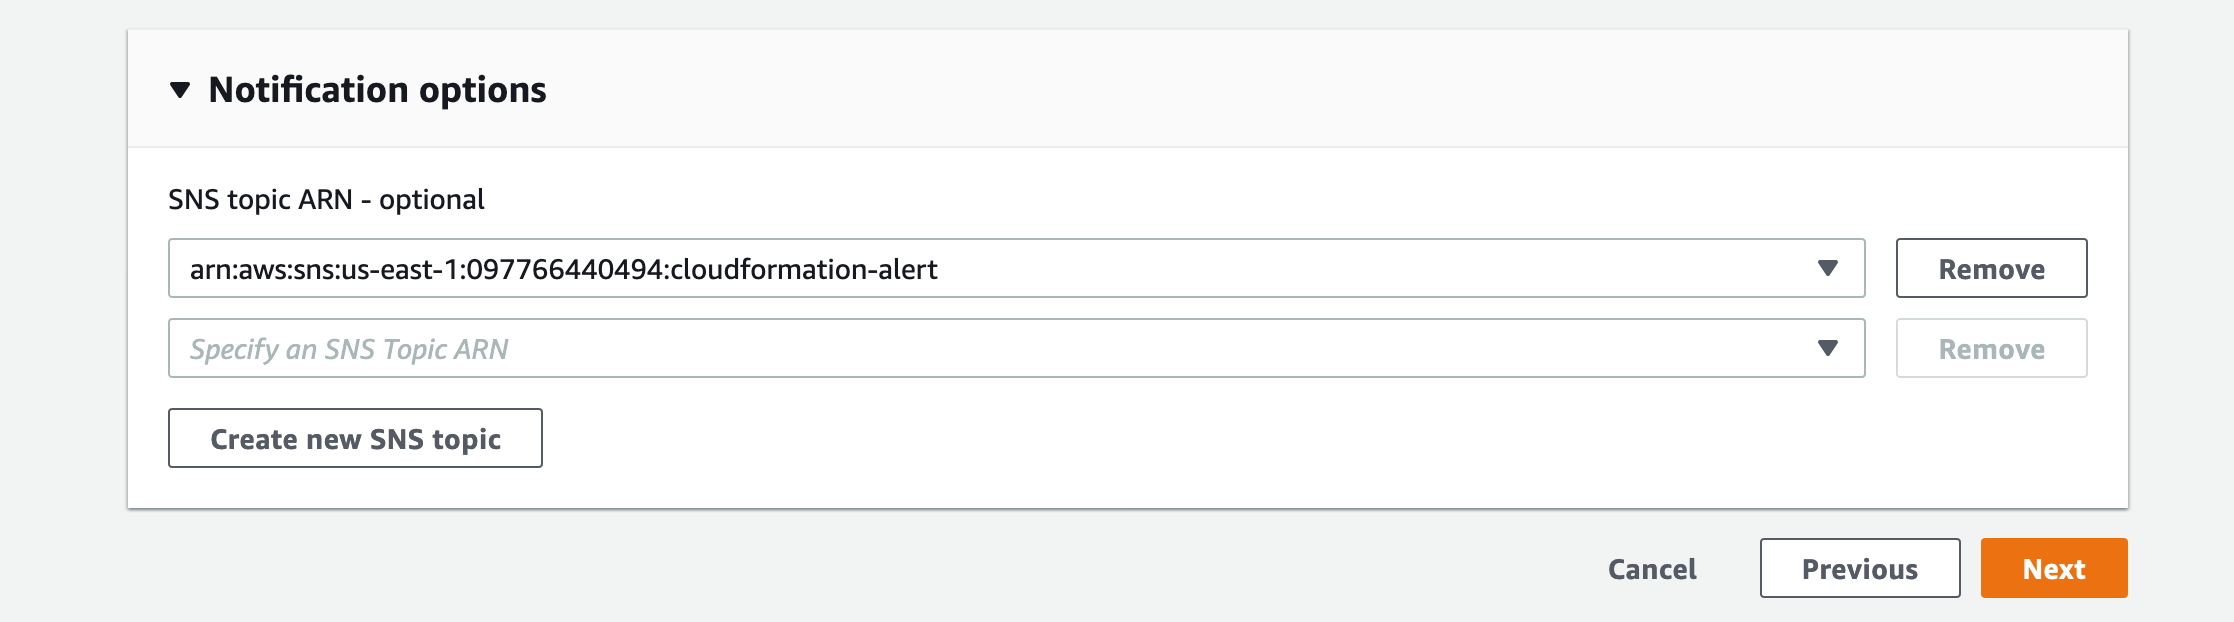 Notification options
SNS topic ARN - optional
arn:aws:sns:us-east-1:097766440494:cloudformation-alert
Remove
Specify an SNS Topic ARN
Remove
Create new SNS topic
Cancel
Previous
Next